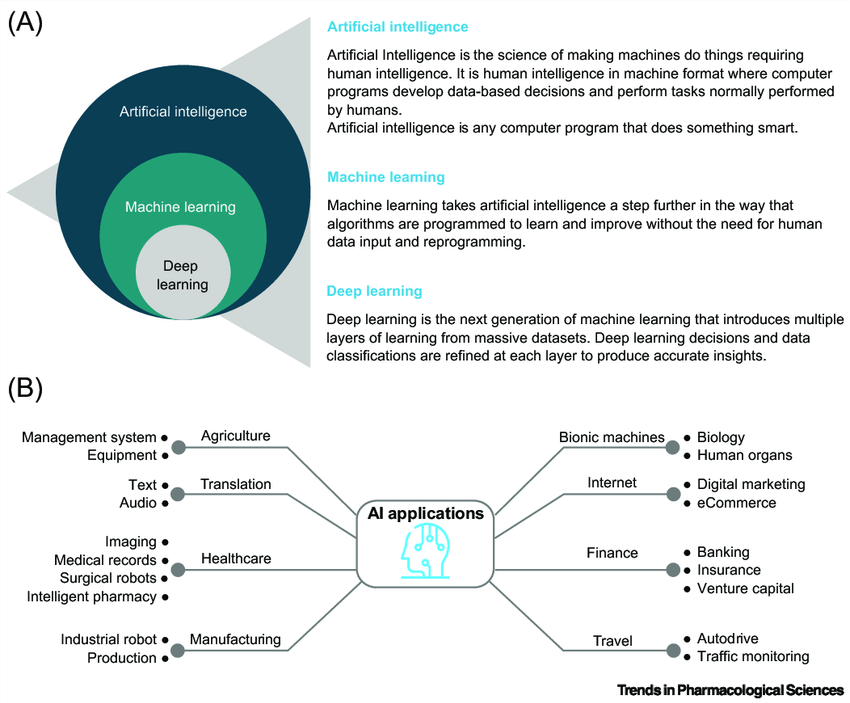 (A)
Artificial intelligence
Machine learning
Deep
learning
Artificial intelligence
Artificial Intelligence is the science of making machines do things requiring
human intelligence. It is human intelligence in machine format where computer
programs develop data-based decisions and perform tasks normally performed
by humans.
Artificial intelligence is any computer program that does something smart.
Machine learning
Machine learning takes artificial intelligence a step further in the way that
algorithms are programmed to learn and improve without the need for human
data input and reprogramming.
Deep learning
Deep learning is the next generation of machine learning that introduces multiple
layers of learning from massive datasets. Deep learning decisions and data
classifications are refined at each layer to produce accurate insights.
(B)
AI applications
Agriculture
Management system ●
Equipment ●
Translation
Text ●
Audio ●
Healthcare
Imaging ●
Medical records ●
Surgical robots ●
Intelligent pharmacy ●
Manufacturing
Industrial robot ●
Production ●
Bionic machines
● Biology
● Human organs
Internet
● Digital marketing
● eCommerce
Finance
● Banking
● Insurance
● Venture capital
Travel
● Autodrive
● Traffic monitoring
Trends in Pharmacological Sciences